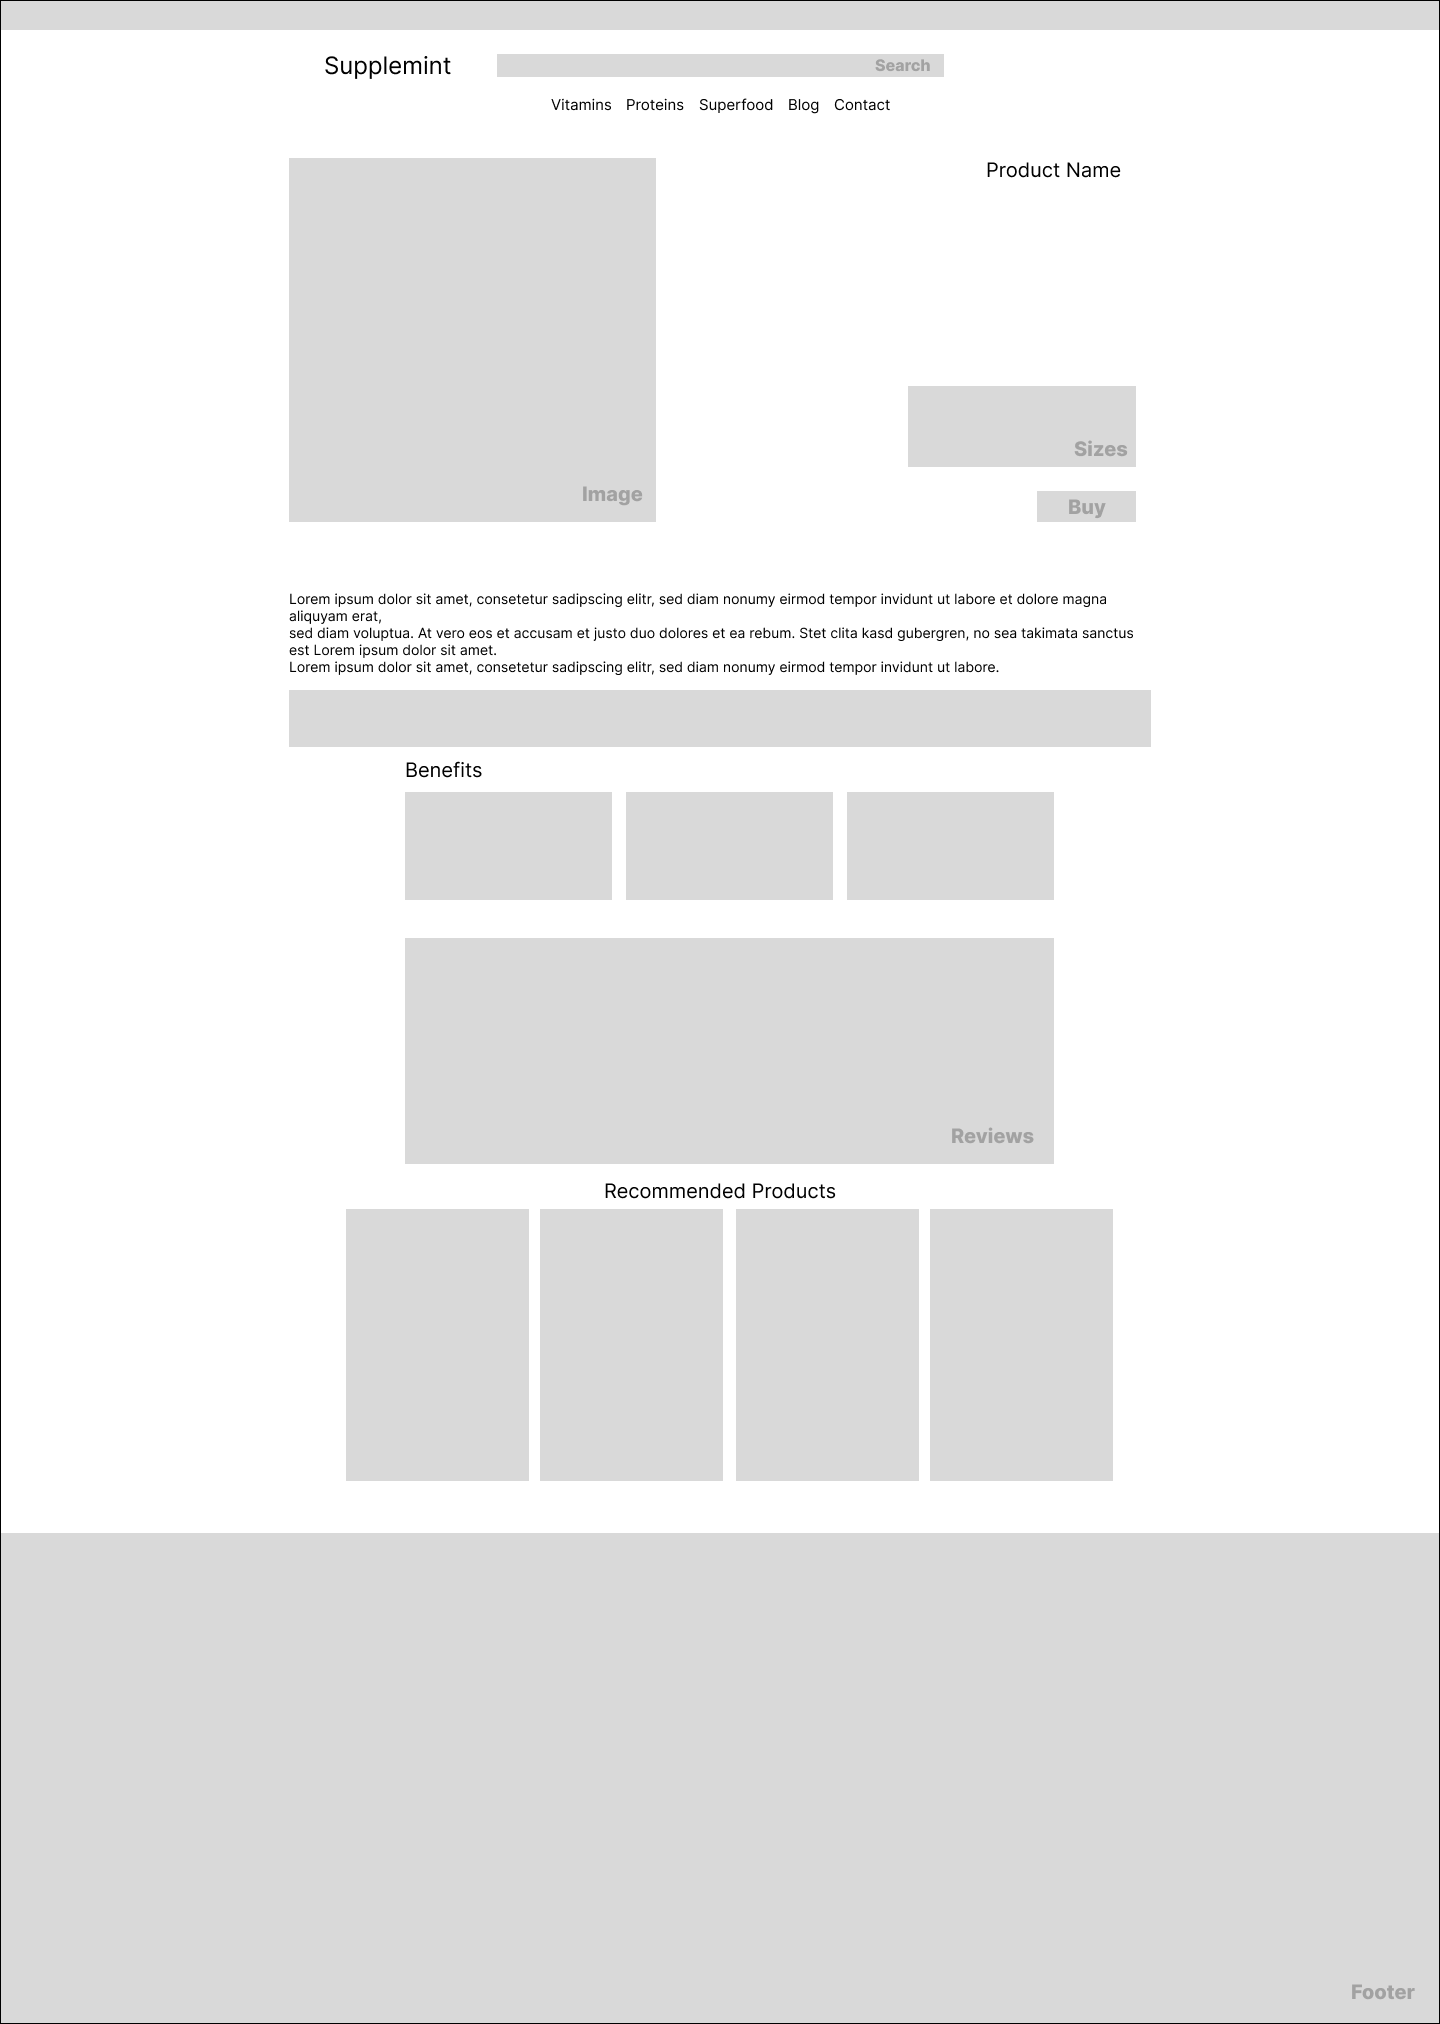 Supplemint
Search
Vitamins Proteins Superfood Blog Contact
Product Name
Sizes
Image
Buy
Lorem ipsum dolor sit amet, consetetur sadipscing elitr, sed diam nonumy eirmod tempor invidunt ut labore et dolore magna
aliquyam erat,
sed diam voluptua. At vero eos et accusam et justo duo dolores et ea rebum. Stet clita kasd gubergren, no sea takimata sanctus
est Lorem ipsum dolor sit amet.
Lorem ipsum dolor sit amet, consetetur sadipscing elitr, sed diam nonumy eirmod tempor invidunt ut labore.
Benefits
Reviews
Recommended Products
Footer